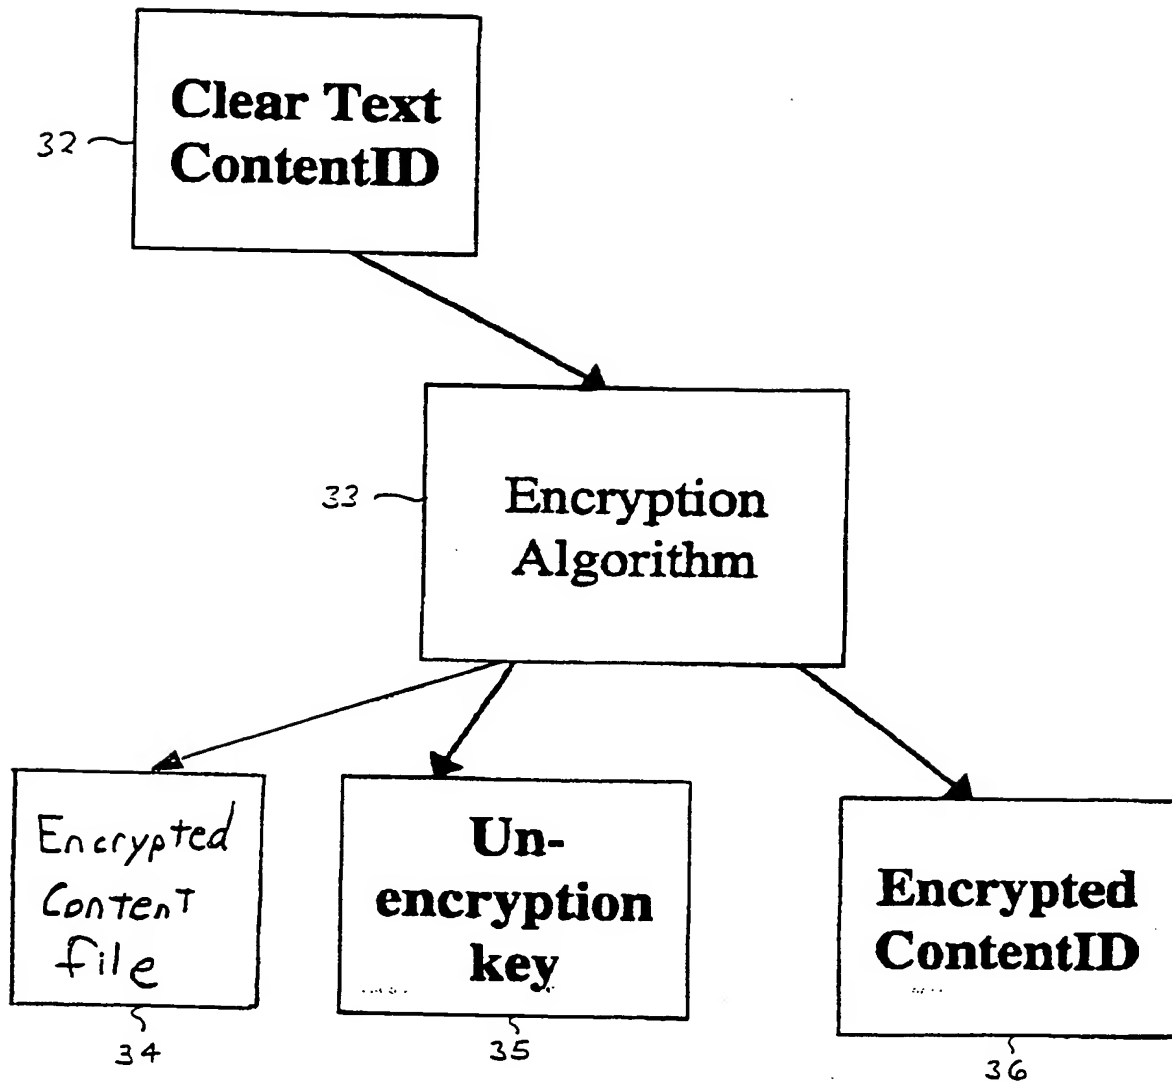 Clear Text
ContentID
32
33
Encryption
Algorithm
Encrypted
Content
file
Un-
encryption
key
Encrypted
ContentID
34
35
36